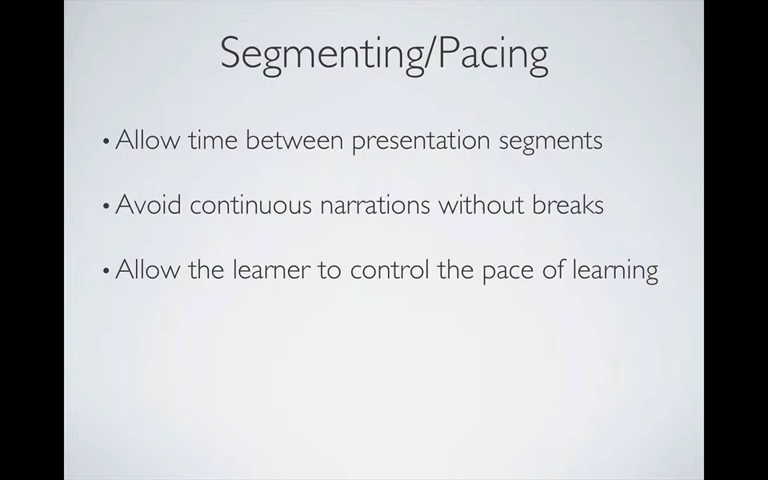 Segmenting/Pacing
• Allow time between presentation segments
• Avoid continuous narrations without breaks
• Allow the learner to control the pace of learning